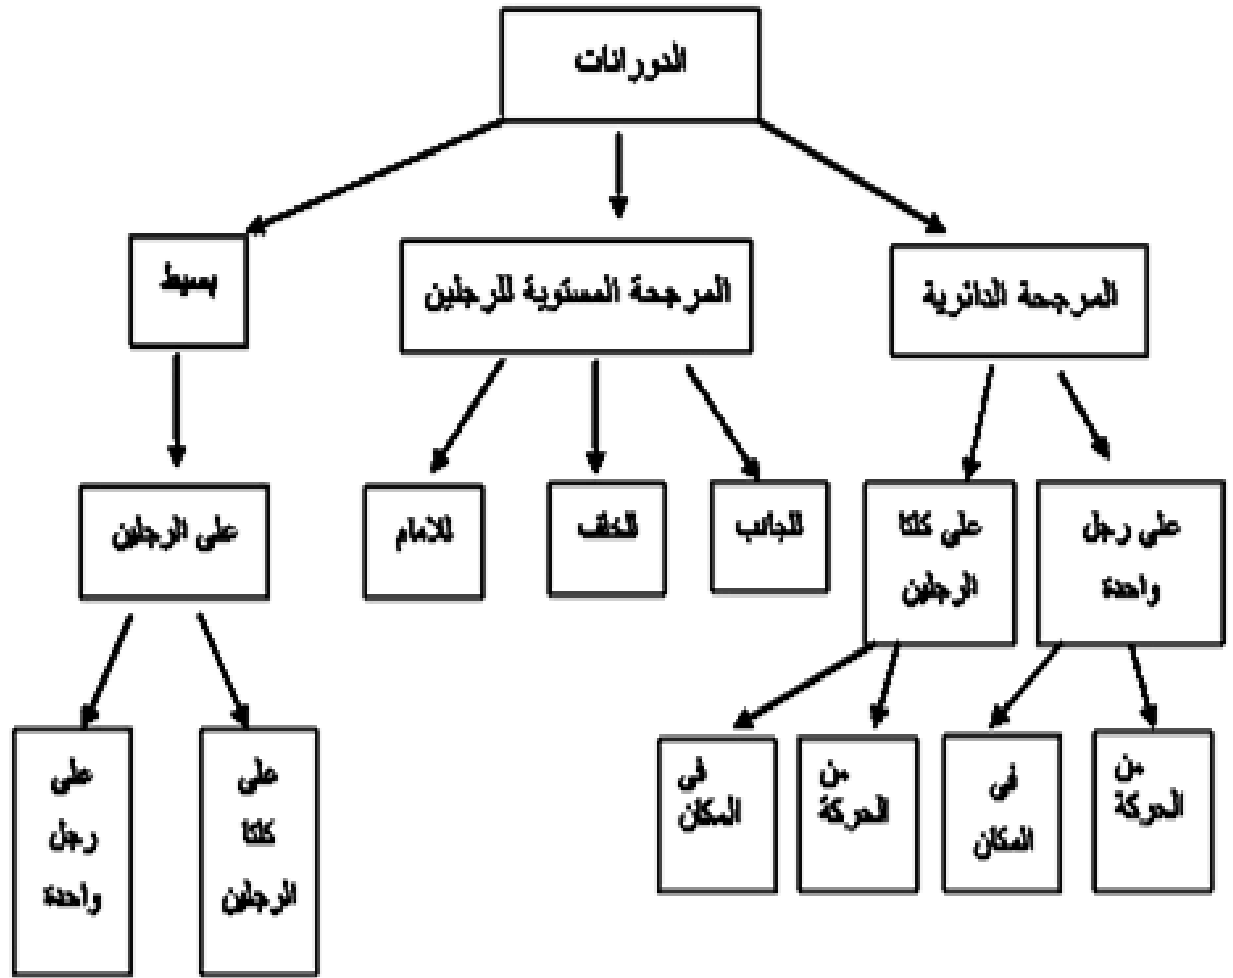 الدورانات
المرجحة الدائرية
المرجحة المستوية للرجلين
بسيط
على رجل
واحدة
على كلتا
الرجلين
للجانب
للخلف
للامام
على الرجلين
من
الحركة
في
المكان
من
الحركة
فى
المكان
على
كلتا
الرجلين
على
رجل
واحدة